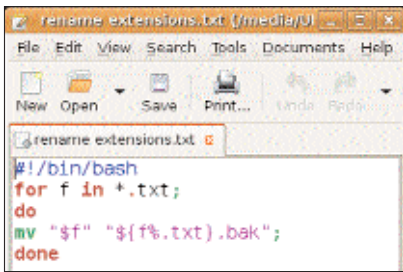 rename extensions.txt (/media/U
File Edit View Search Tools Documents Help
New Open Save Print... Undo Redo
rename extensions.txt
#!/bin/bash
for f in *.txt;
do
mv "$f" "${f%.txt}.bak";
done